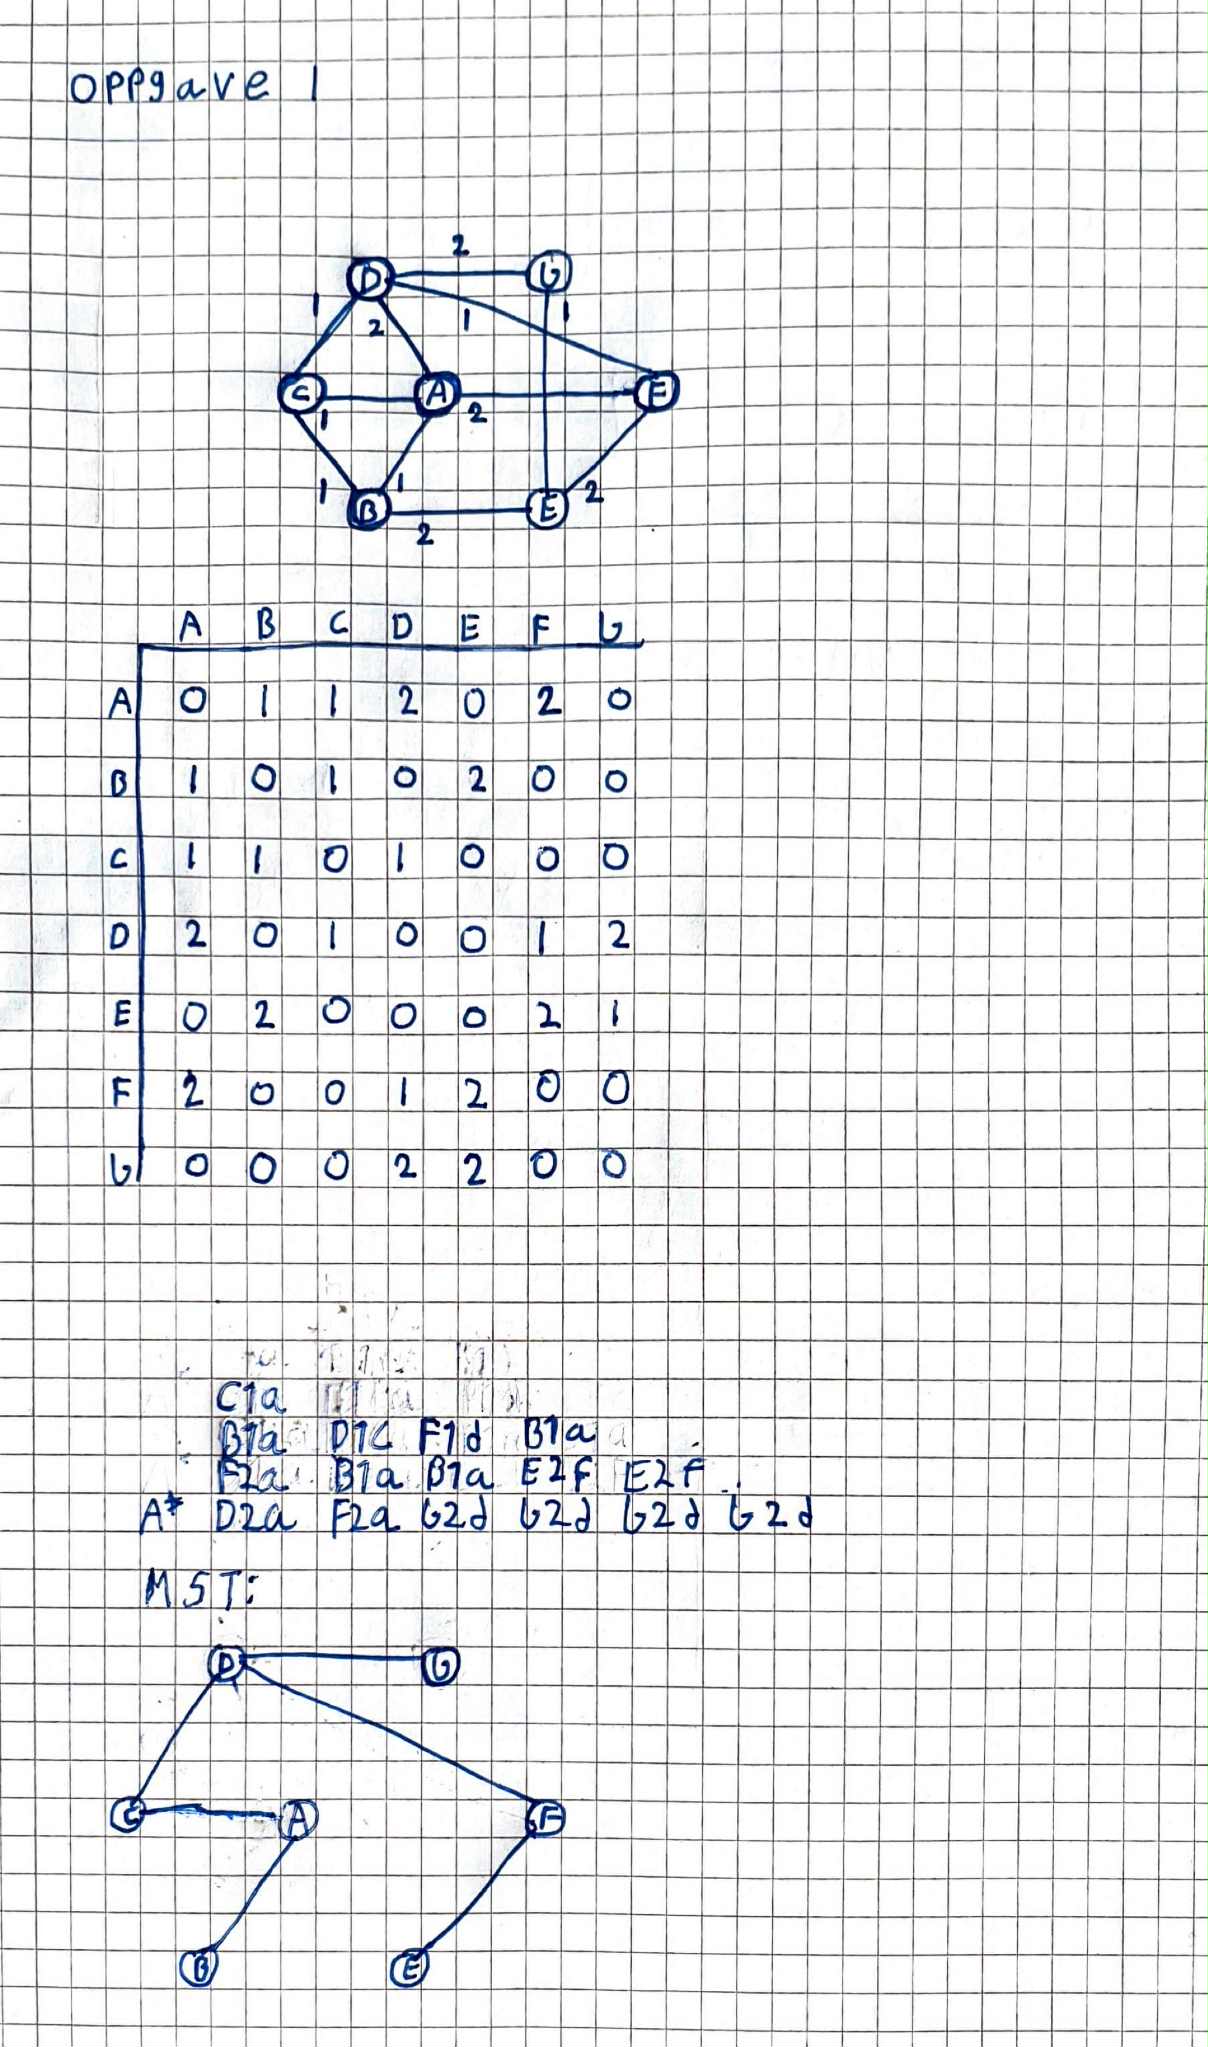 oppgave 1
2
D G
1 2 1 1
C A F
1 2
1 1 2
B E
2
A B C D E F G
A 0 1 1 2 0 2 0
B 1 0 1 0 2 0 0
C 1 1 0 1 0 0 0
D 2 0 1 0 0 1 2
E 0 2 0 0 0 2 1
F 2 0 0 1 2 0 0
G 0 0 0 2 2 0 0
C1a
B1a D1C F1d B1a
F2a B1a B1a E2f E2f
A* D2a F2a G2d G2d G2d G2d
MST:
D G
C A F
B E